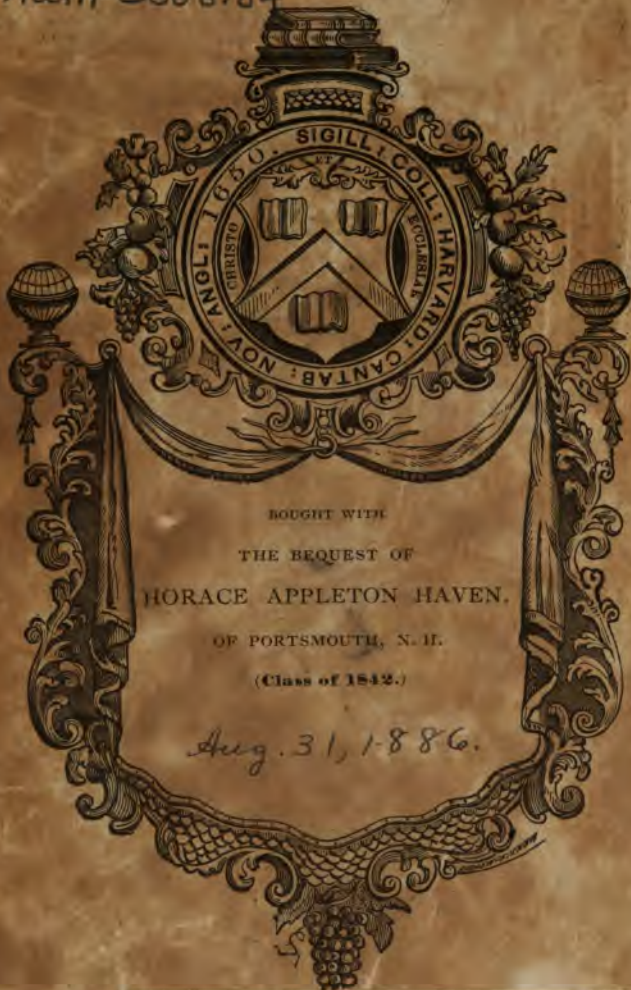 SIGILL: COLL: HARVARD: CANTAB: NOV: ANGL: 1650.
ET
CHRISTO
ECCLESIAE
BOUGHT WITH
THE BEQUEST OF
HORACE APPLETON HAVEN,
OF PORTSMOUTH, N. H.
(Class of 1842.)
Aug. 31, 1886.